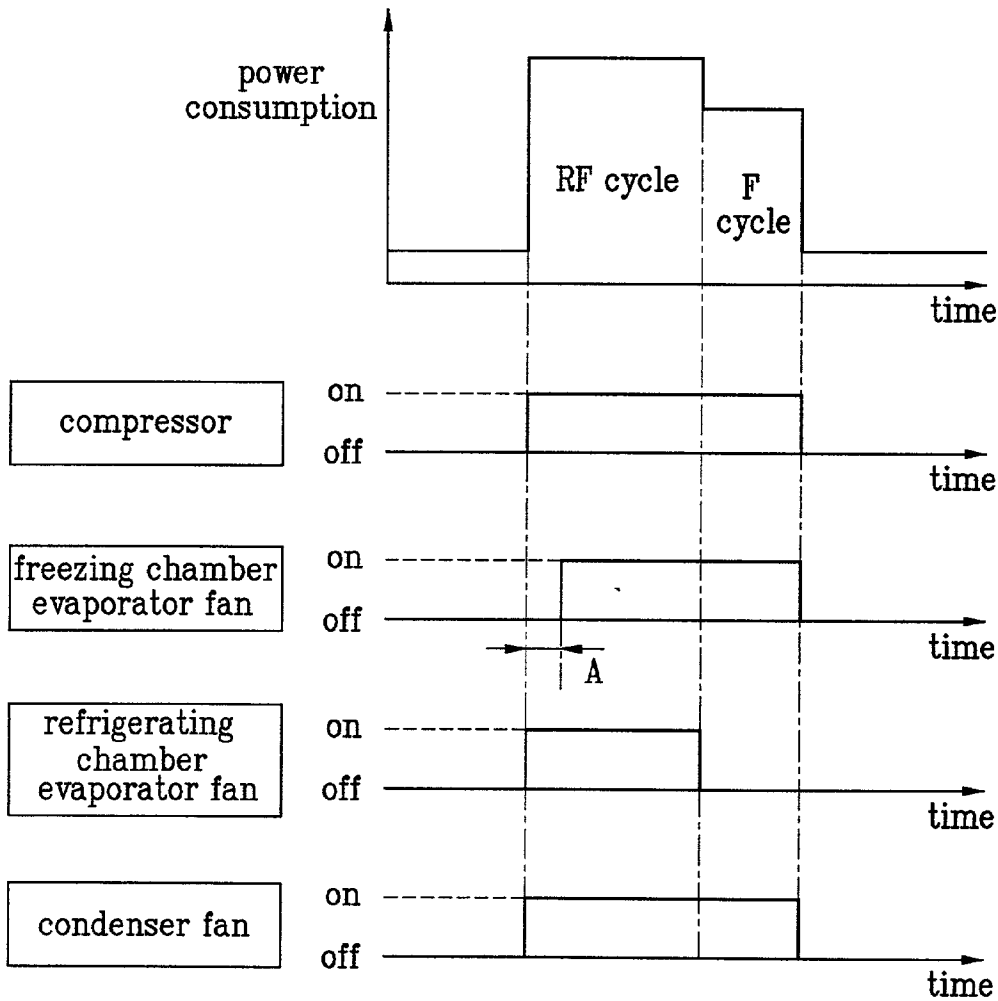 power
consumption
RF cycle
F
cycle
time
compressor
on
off
time
freezing chamber
evaporator fan
on
off
time
A
refrigerating
chamber
evaporator fan
on
off
time
condenser fan
on
off
time